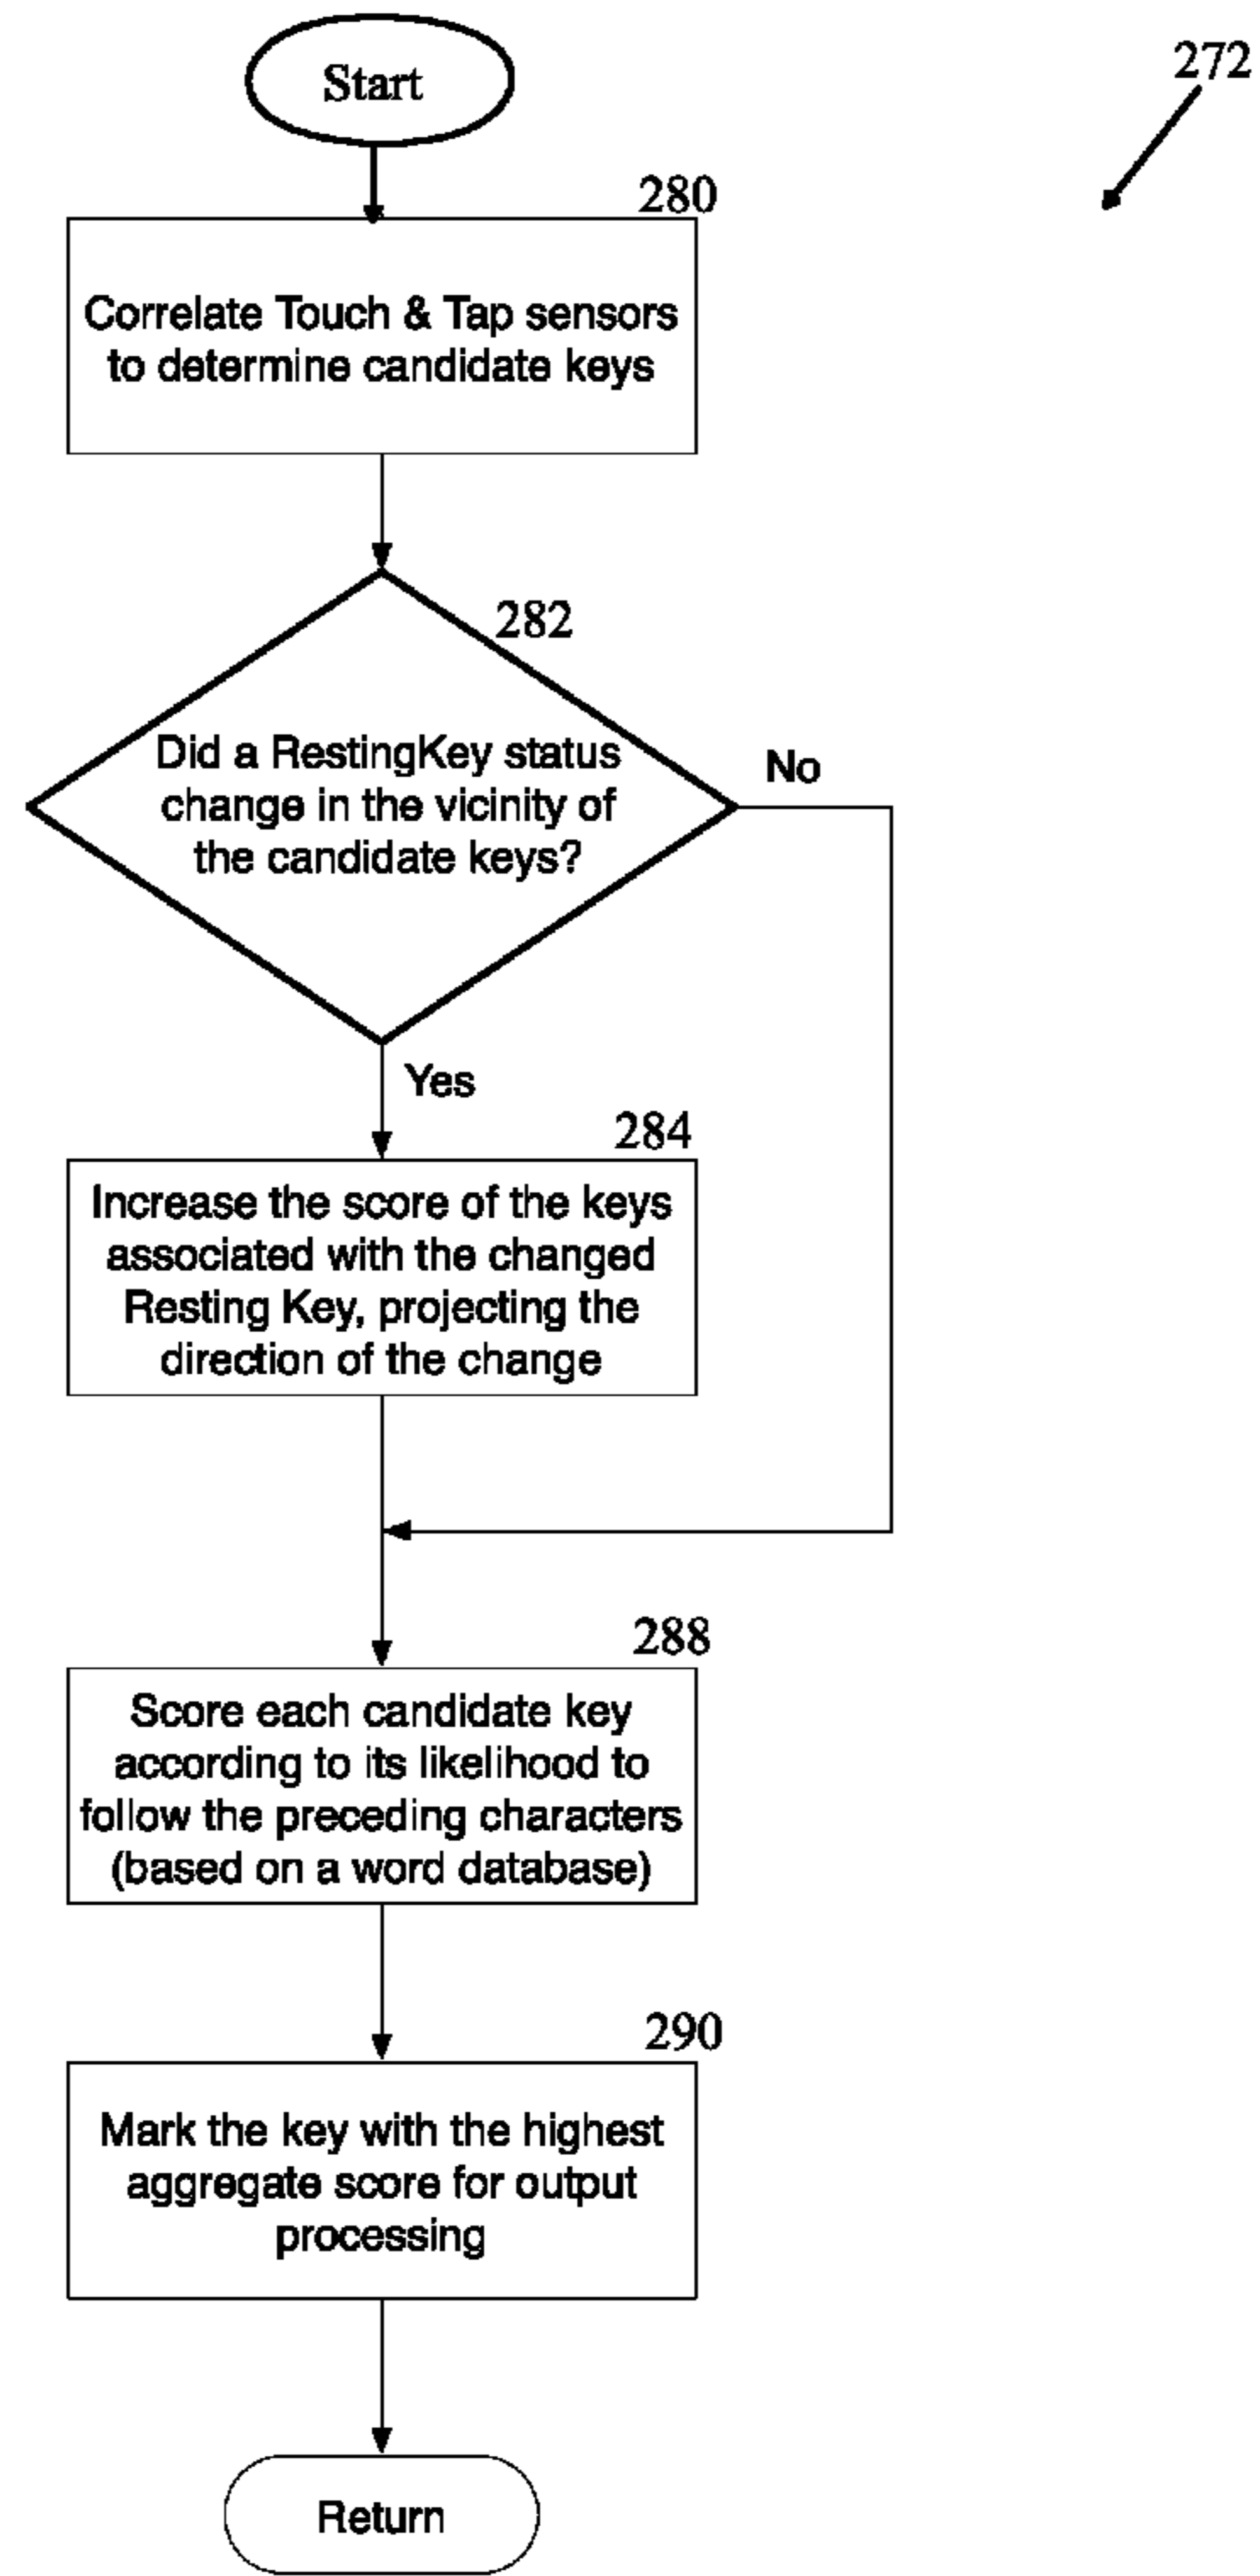 Start
272
280
Correlate Touch & Tap sensors
to determine candidate keys
282
Did a RestingKey status
change in the vicinity of
the candidate keys?
No
Yes
284
Increase the score of the keys
associated with the changed
Resting Key, projecting the
direction of the change
288
Score each candidate key
according to its likelihood to
follow the preceding characters
(based on a word database)
290
Mark the key with the highest
aggregate score for output
processing
Return